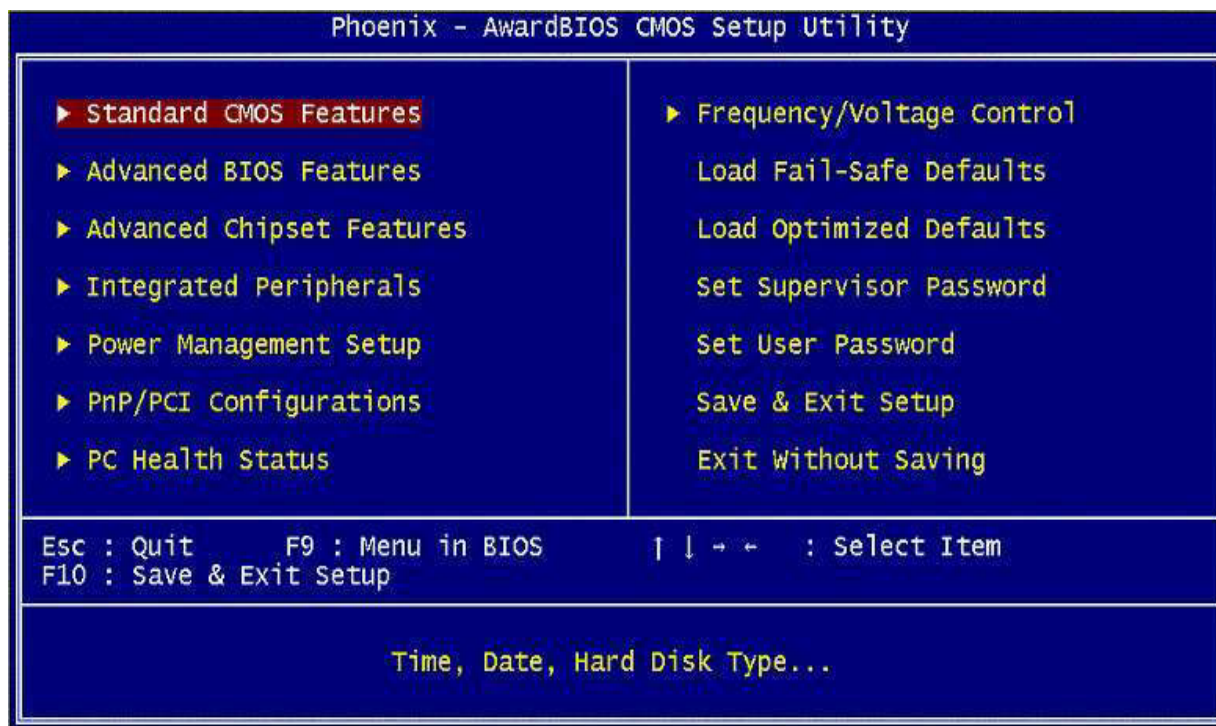 Phoenix - AwardBIOS CMOS Setup Utility
▶ Standard CMOS Features
▶ Advanced BIOS Features
▶ Advanced Chipset Features
▶ Integrated Peripherals
▶ Power Management Setup
▶ PnP/PCI Configurations
▶ PC Health Status
▶ Frequency/Voltage Control
Load Fail-Safe Defaults
Load Optimized Defaults
Set Supervisor Password
Set User Password
Save & Exit Setup
Exit Without Saving
Esc : Quit F9 : Menu in BIOS ↑ ↓ → ← : Select Item
F10 : Save & Exit Setup
Time, Date, Hard Disk Type...